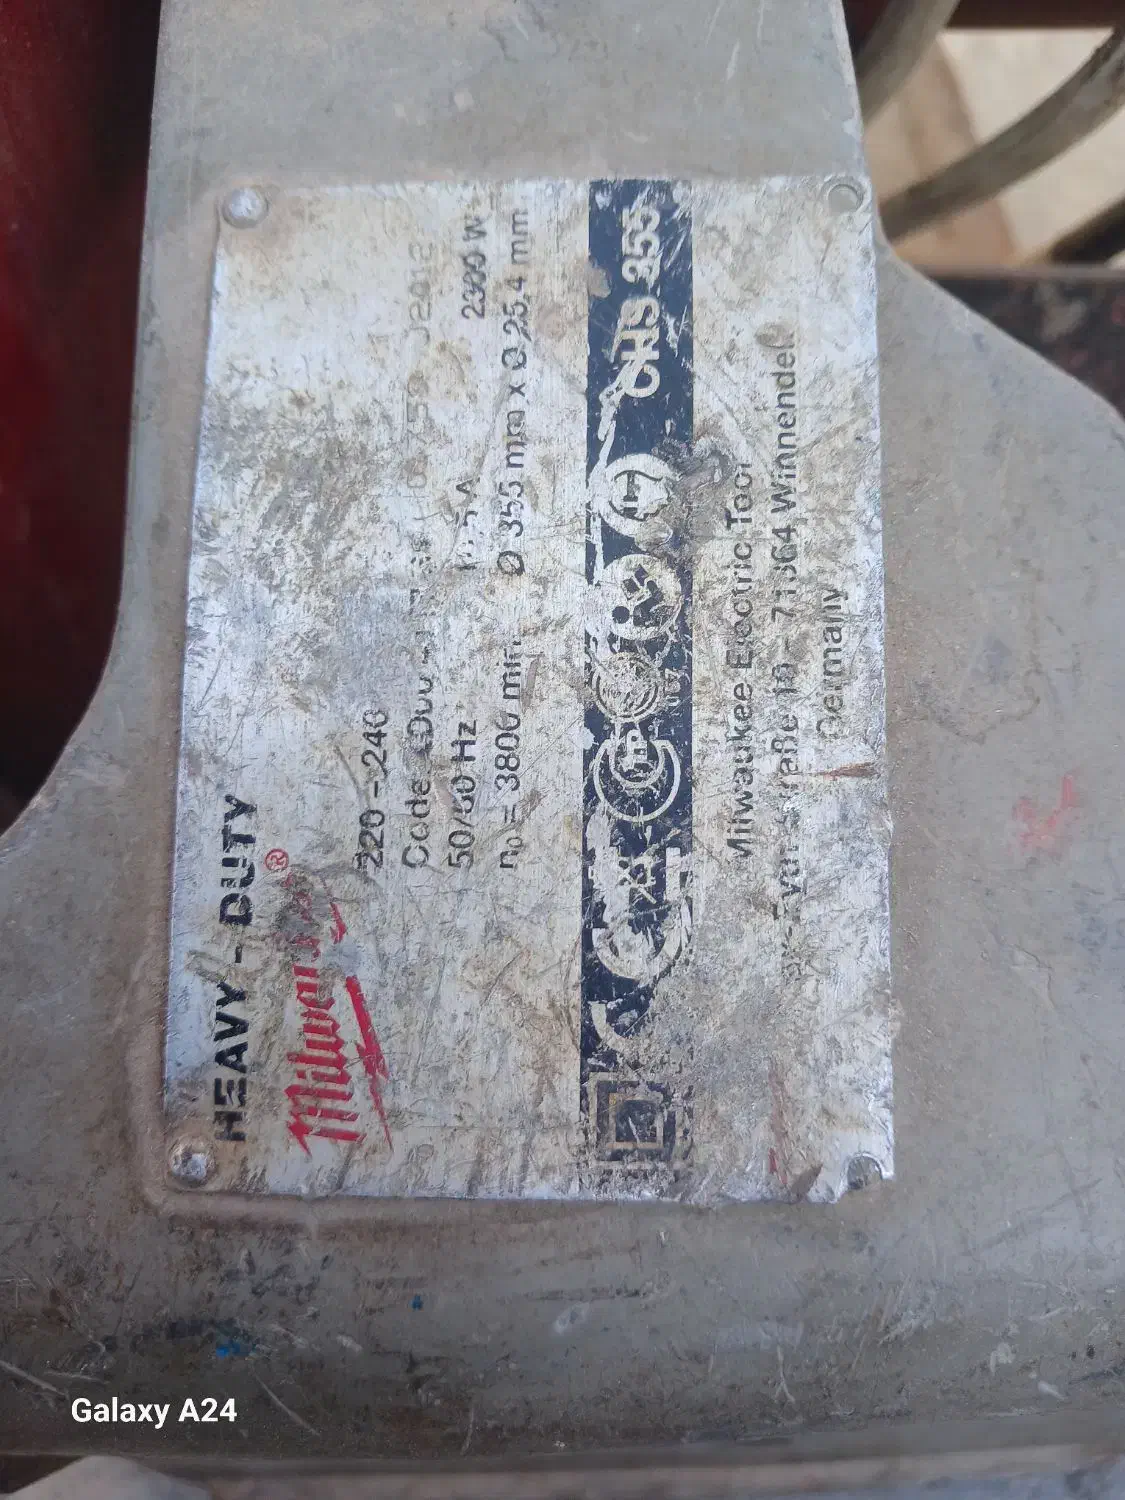 HEAVY-DUTY
Milwaukee®
220 - 240
Code
50/60 Hz A 2300 W
n₀ = 3800 min Ø 355 mm x Ø 25.4 mm
CHS 355
Milwaukee Electric Tool
71364 Winnenden
Germany
Galaxy A24